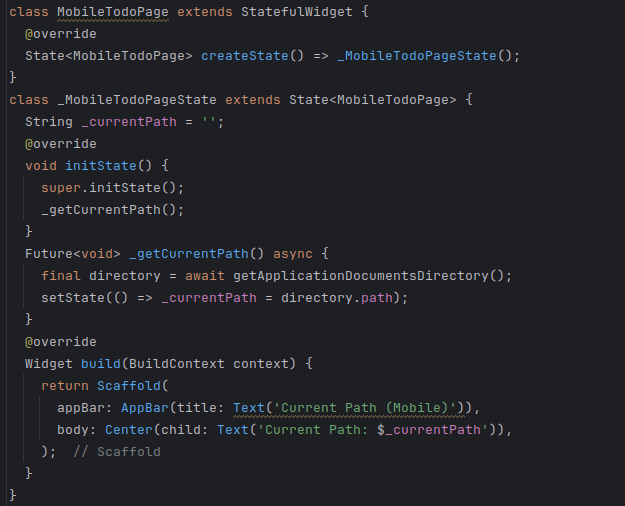 class MobileTodoPage extends StatefulWidget {
  @override
  State<MobileTodoPage> createState() => _MobileTodoPageState();
}
class _MobileTodoPageState extends State<MobileTodoPage> {
  String _currentPath = '';
  @override
  void initState() {
    super.initState();
    _getCurrentPath();
  }
  Future<void> _getCurrentPath() async {
    final directory = await getApplicationDocumentsDirectory();
    setState(() => _currentPath = directory.path);
  }
  @override
  Widget build(BuildContext context) {
    return Scaffold(
      appBar: AppBar(title: Text('Current Path (Mobile)')),
      body: Center(child: Text('Current Path: $_currentPath')),
    );  // Scaffold
  }
}